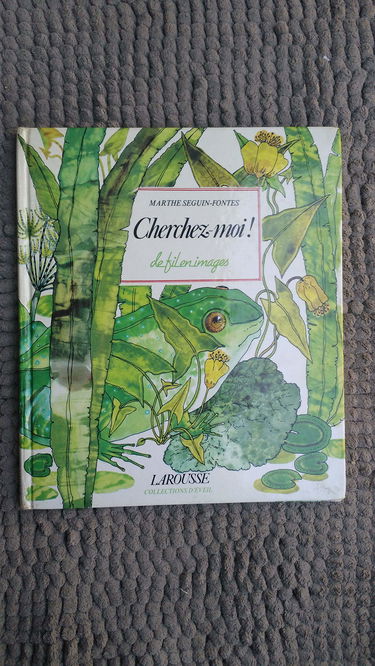 MARTHE SEGUIN-FONTES
Cherchez-moi!
de fil en images
LAROUSSE
COLLECTIONS D'ÉVEIL